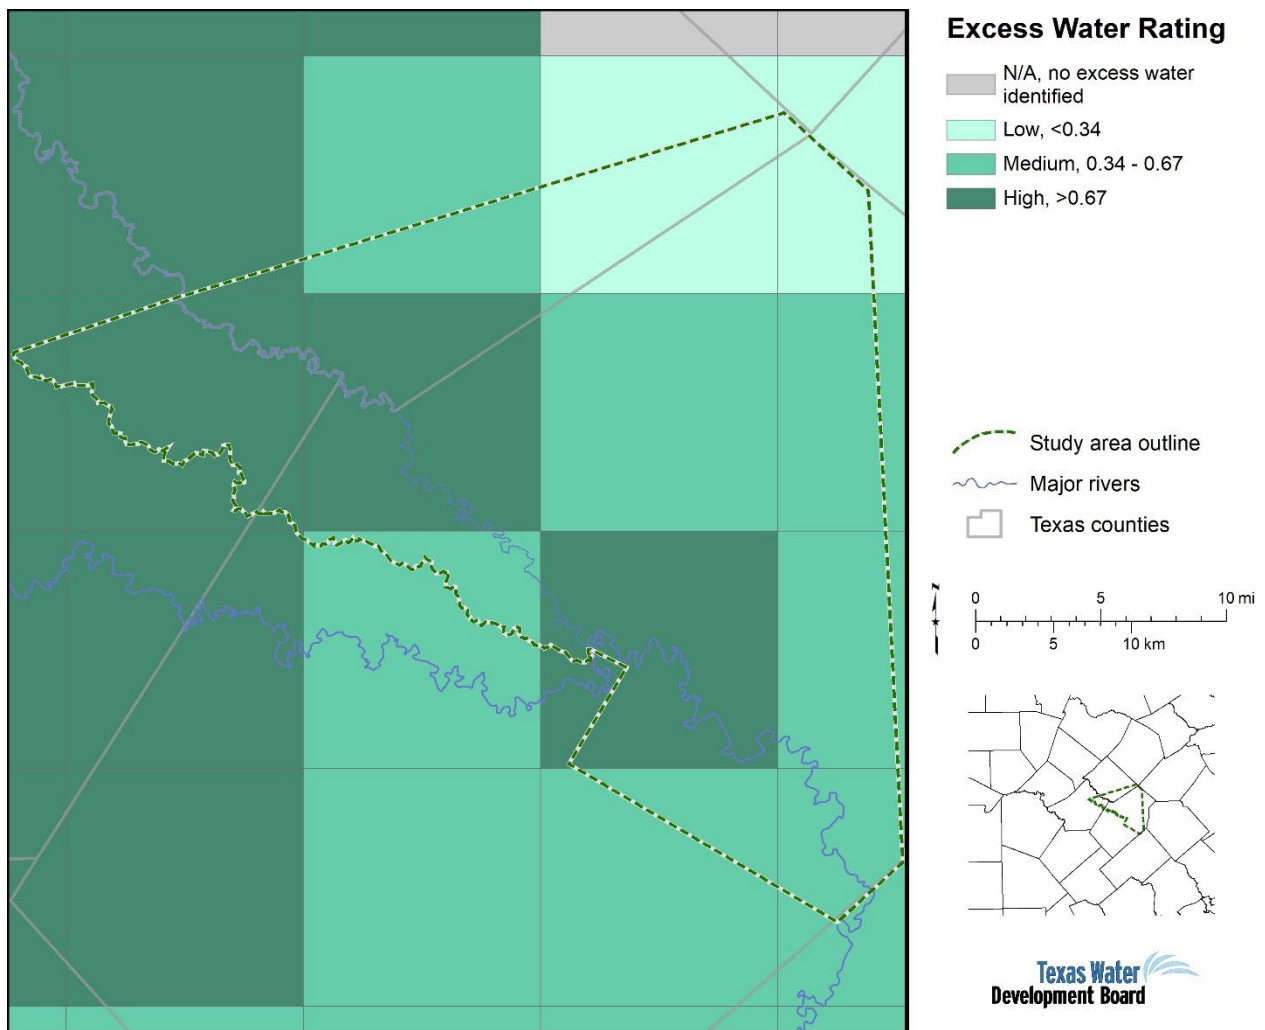 Excess Water Rating
N/A, no excess water
identified
Low, <0.34
Medium, 0.34 - 0.67
High, >0.67
Study area outline
Major rivers
Texas counties
N
0 5 10 mi
0 5 10 km
Texas Water
Development Board